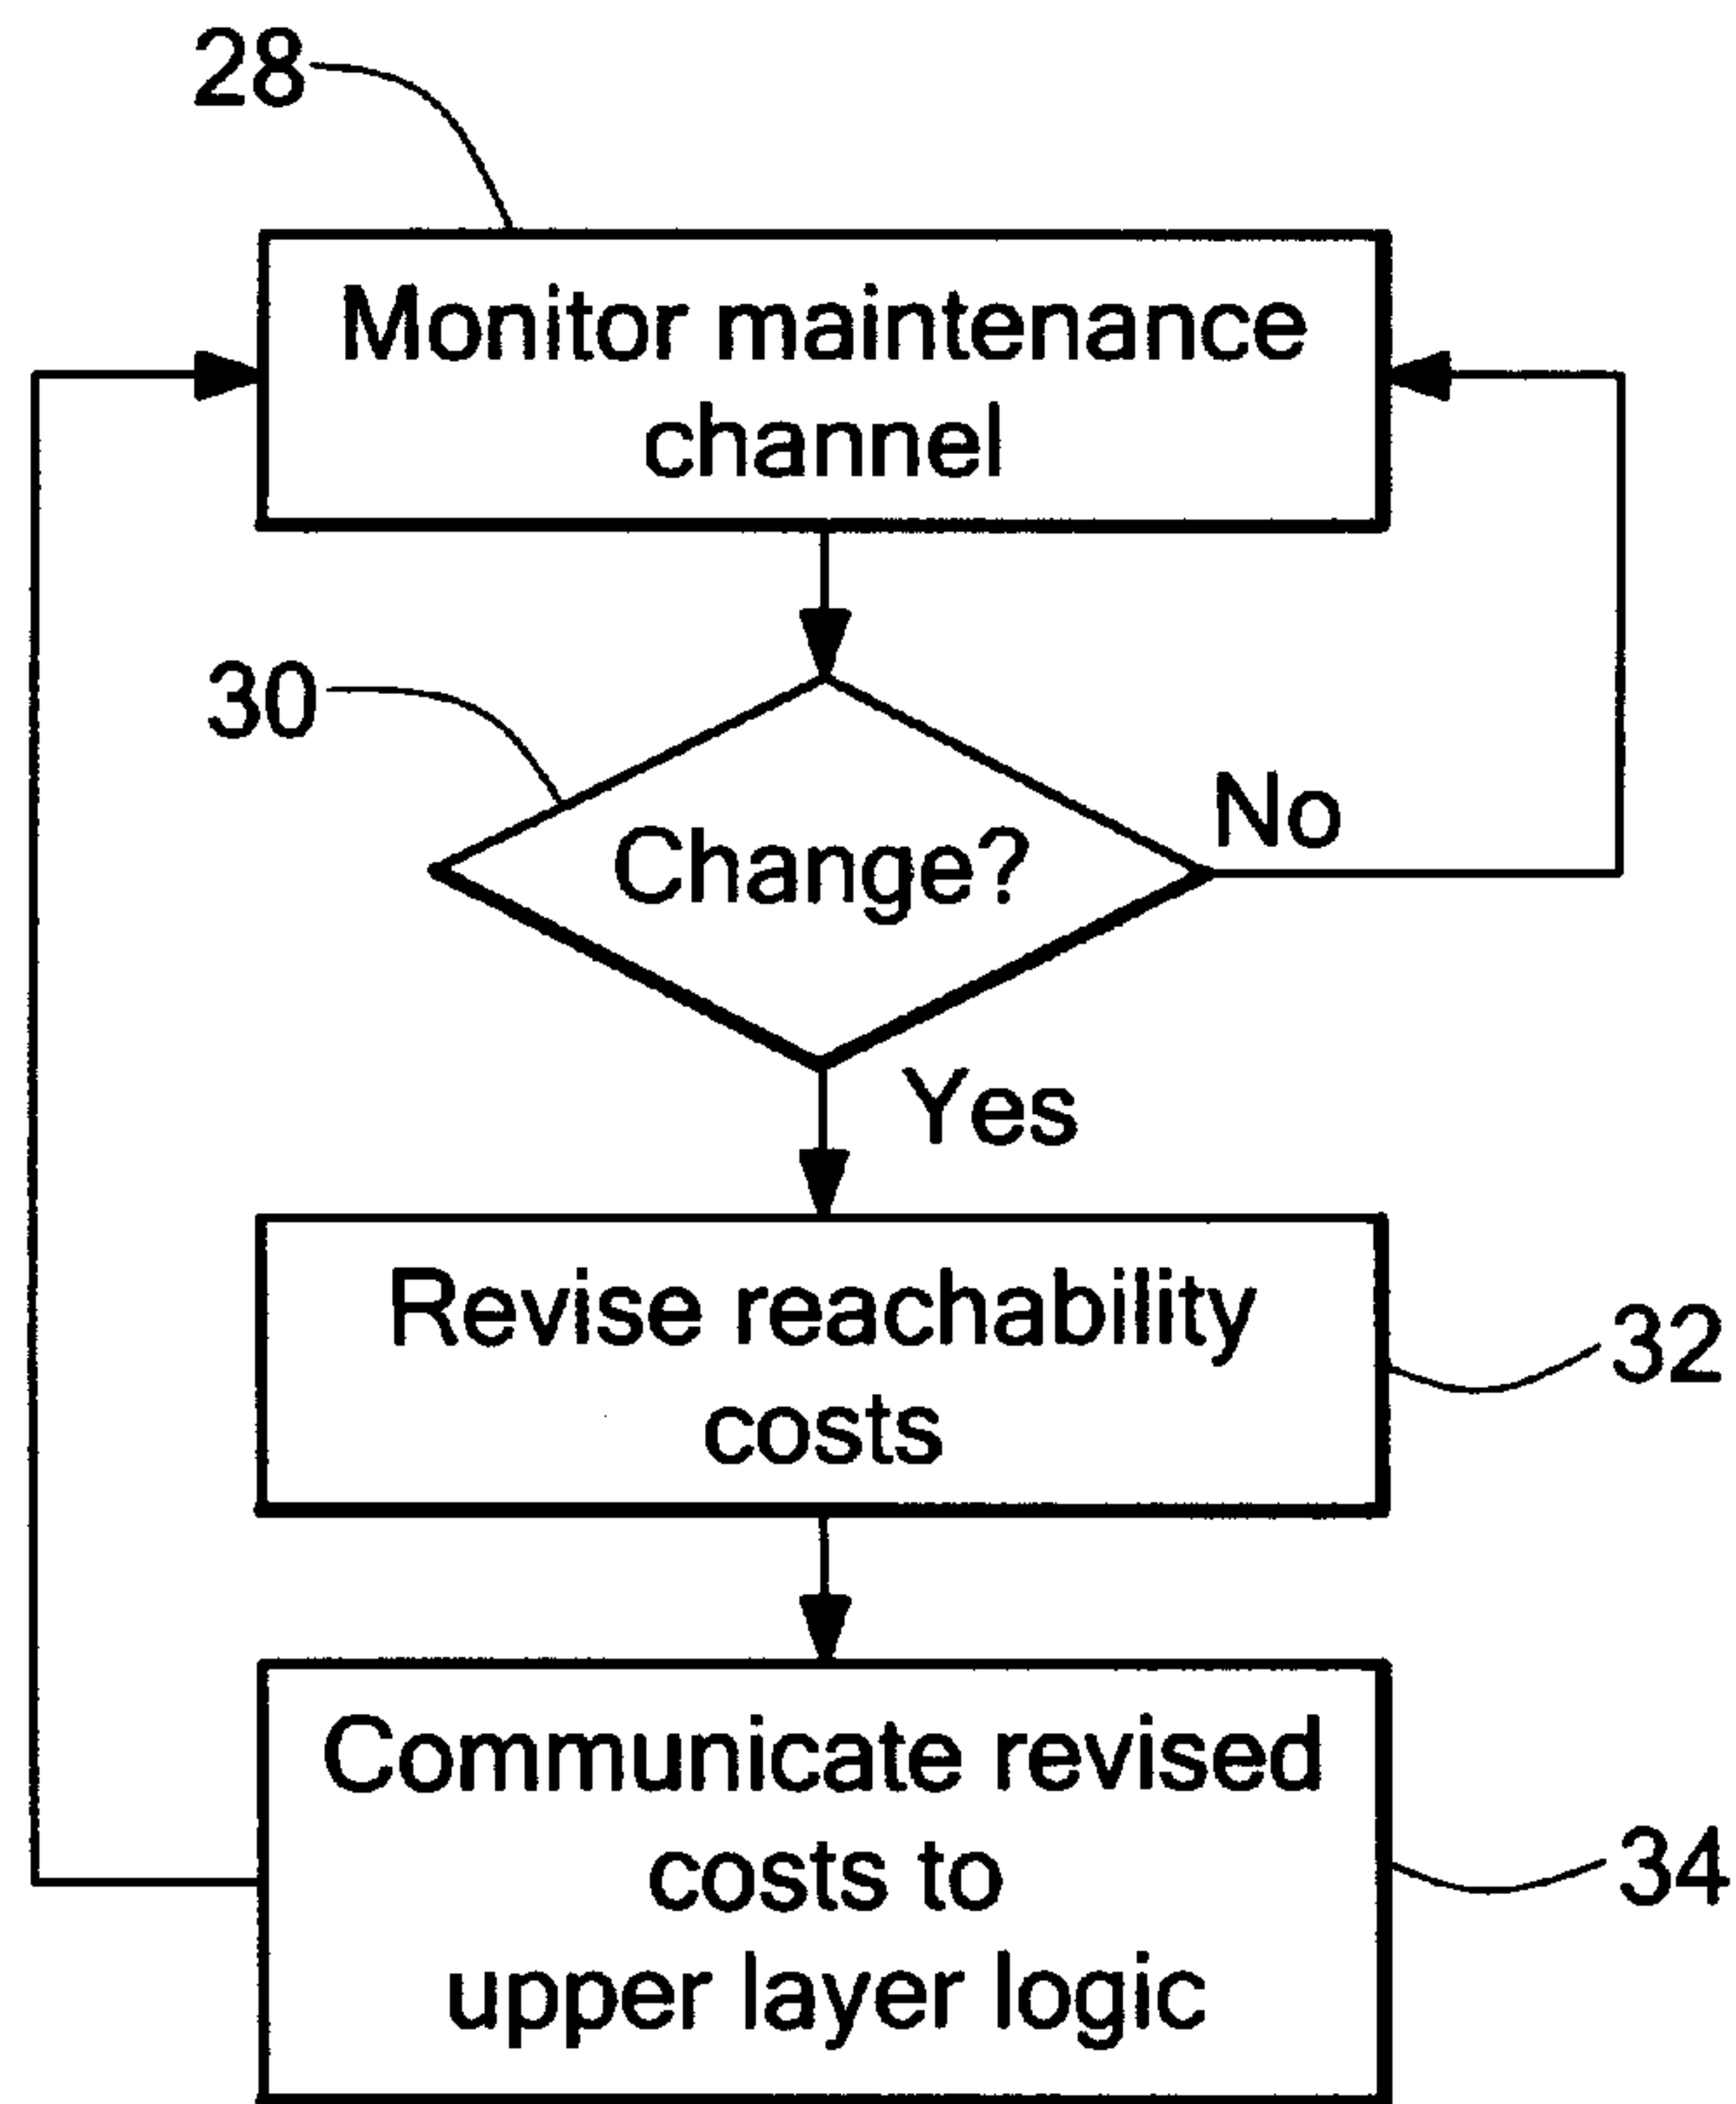 28
Monitor maintenance
channel
30
Change?
No
Yes
Revise reachability
costs
32
Communicate revised
costs to
upper layer logic
34